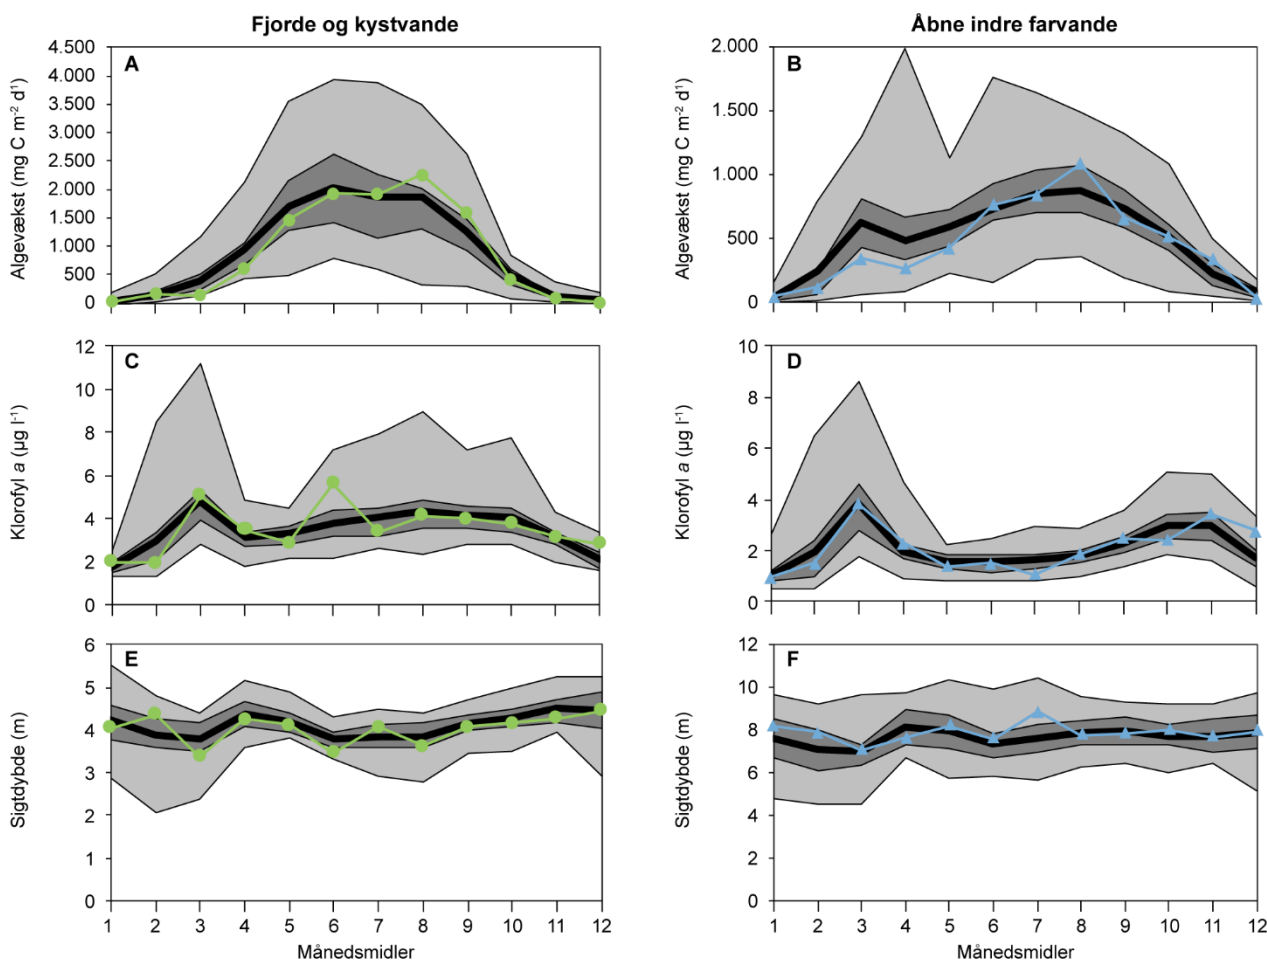 Fjorde og kystvande
Åbne indre farvande
A
Algevækst (mg C m⁻² d¹)
4.500
4.000
3.500
3.000
2.500
2.000
1.500
1.000
500
0
B
Algevækst (mg C m⁻² d¹)
2.000
1.500
1.000
500
0
C
Klorofyl a (µg l⁻¹)
12
10
8
6
4
2
0
D
Klorofyl a (µg l⁻¹)
10
8
6
4
2
0
E
Sigtdybde (m)
6
5
4
3
2
1
0
1 2 3 4 5 6 7 8 9 10 11 12
Månedsmidler
F
Sigtdybde (m)
12
10
8
6
4
2
0
1 2 3 4 5 6 7 8 9 10 11 12
Månedsmidler